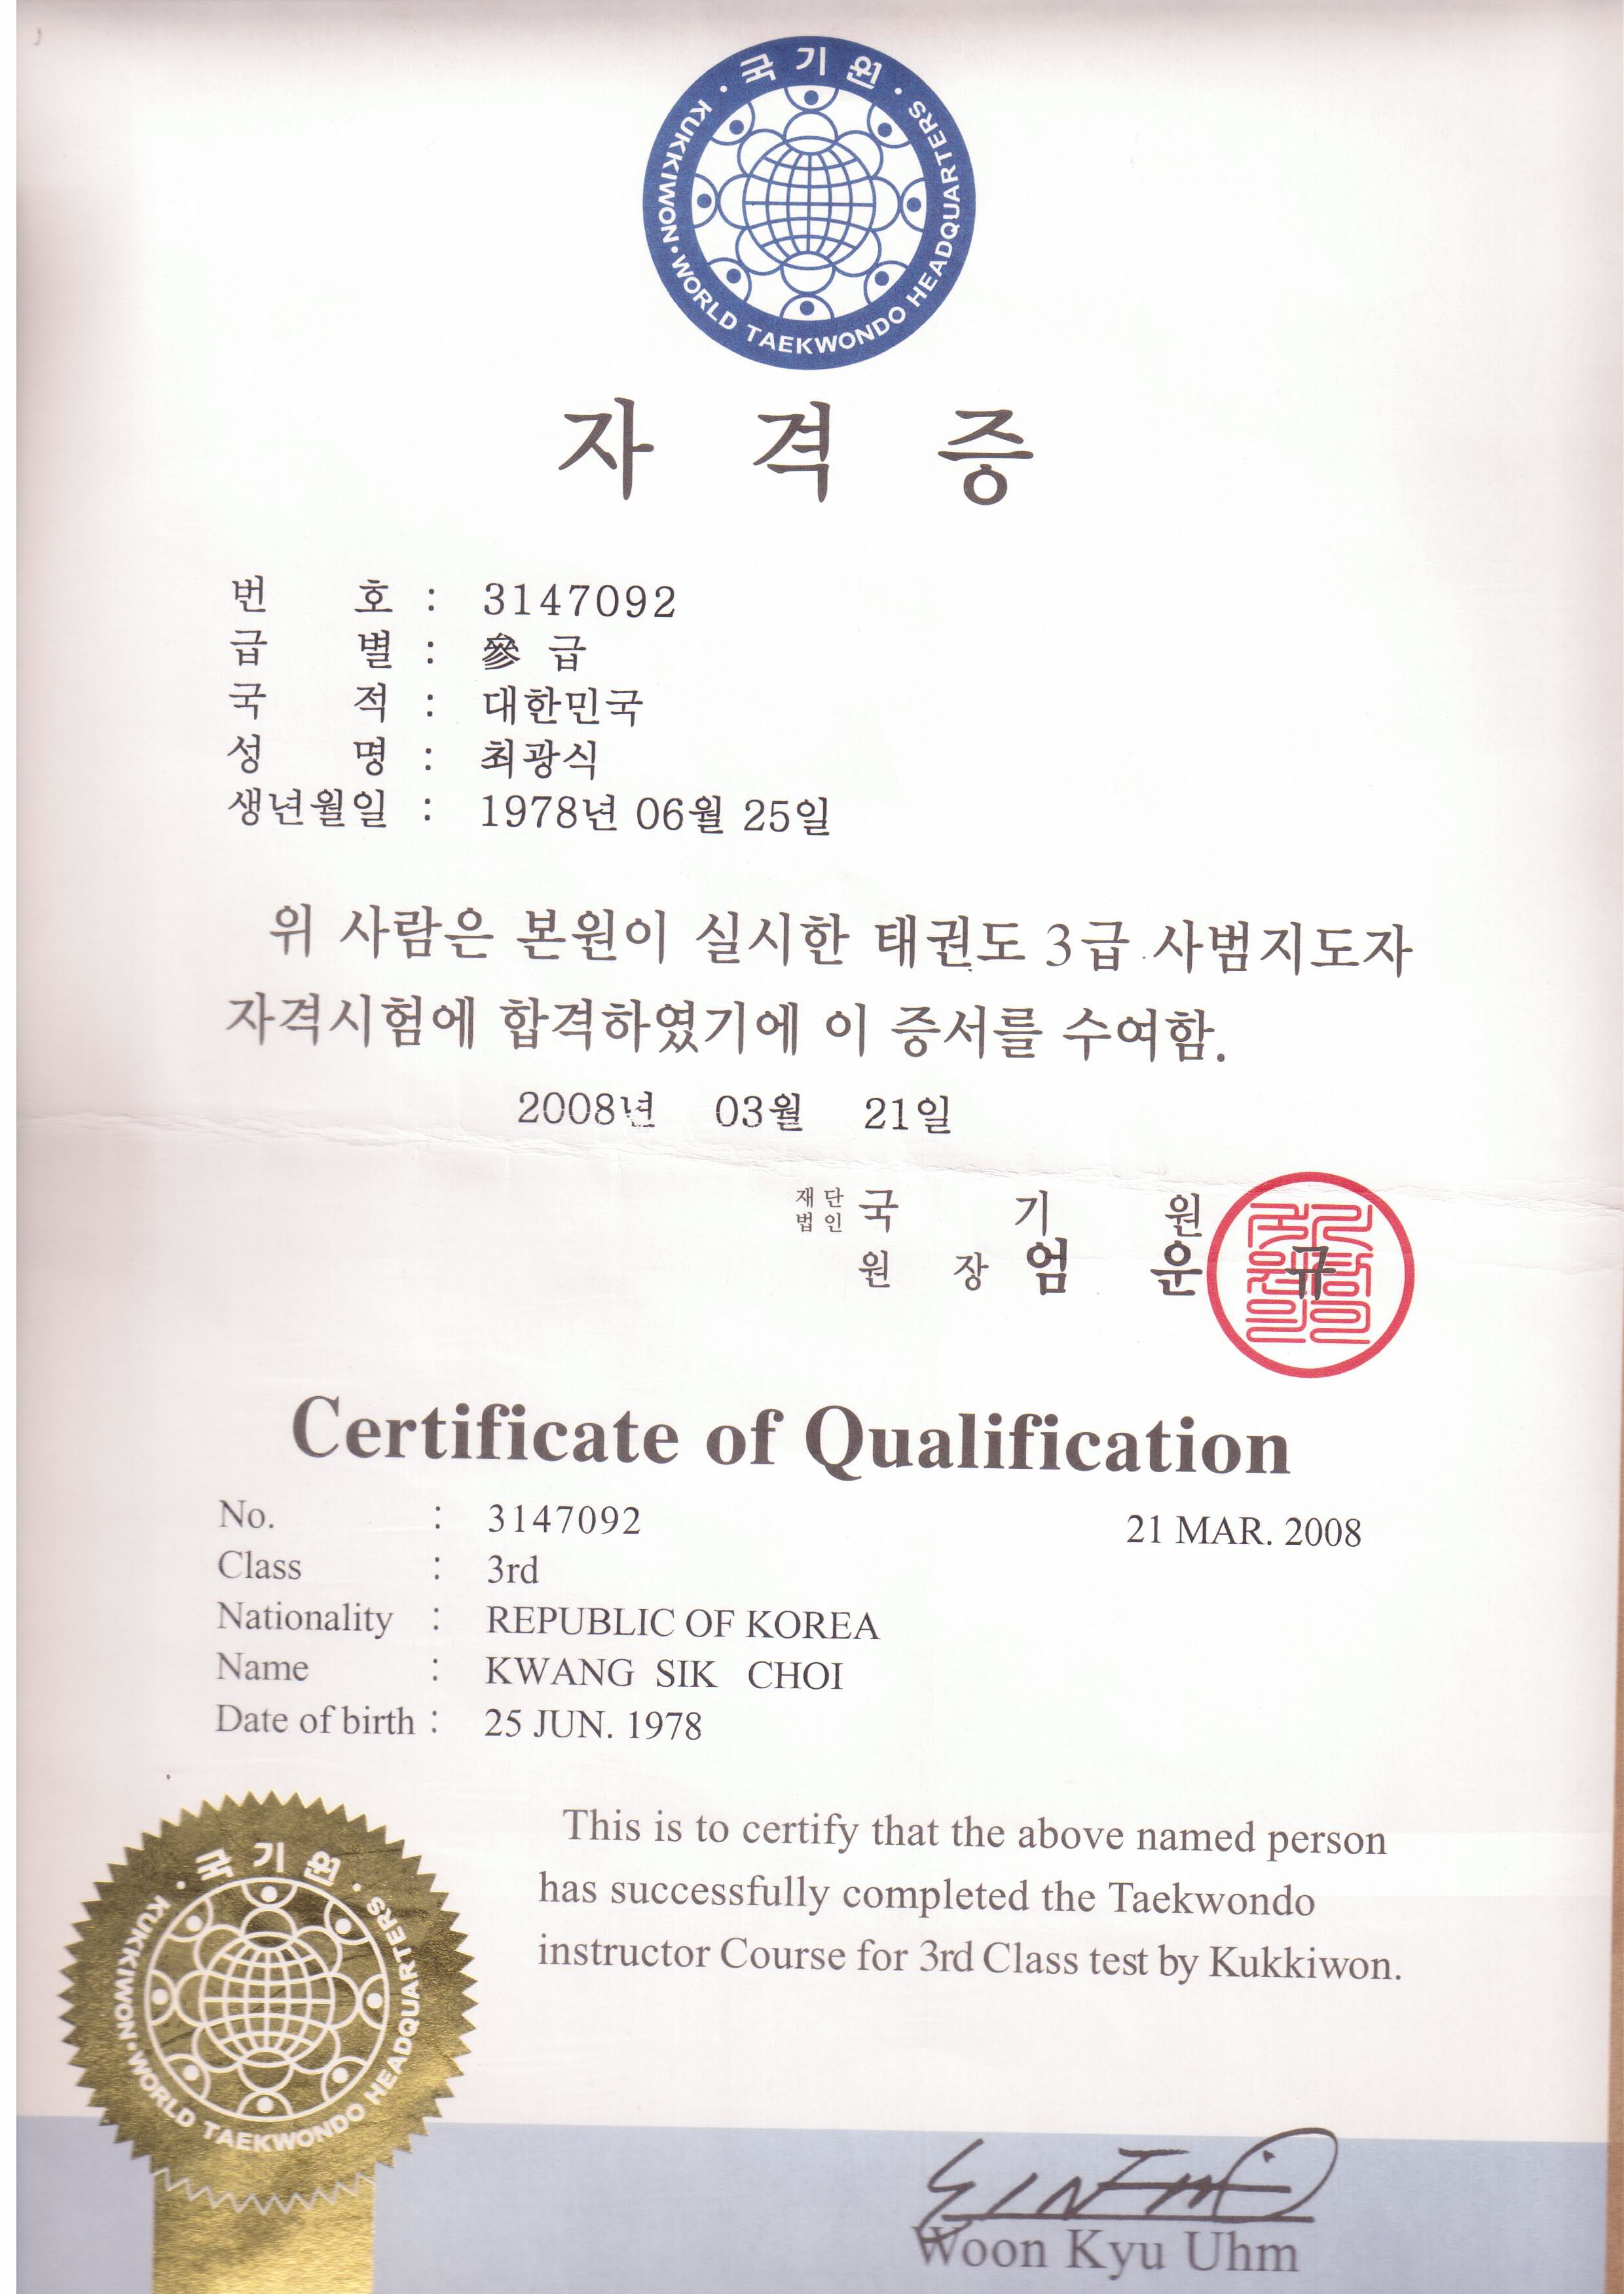 · 국기원 ·
KUKKIWON · WORLD TAEKWONDO HEADQUARTERS
자 격 증
번 호 : 3147092
급 별 : 參 급
국 적 : 대한민국
성 명 : 최광식
생년월일 : 1978년 06월 25일
위 사람은 본원이 실시한 태권도 3급 사범지도자
자격시험에 합격하였기에 이 증서를 수여함.
2008년 03월 21일
재단법인 국 기 원
원 장 엄 운 규
Certificate of Qualification
No. : 3147092 21 MAR. 2008
Class : 3rd
Nationality : REPUBLIC OF KOREA
Name : KWANG SIK CHOI
Date of birth : 25 JUN. 1978
This is to certify that the above named person
has successfully completed the Taekwondo
instructor Course for 3rd Class test by Kukkiwon.
· 국기원 ·
KUKKIWON · WORLD TAEKWONDO HEADQUARTERS
Woon Kyu Uhm